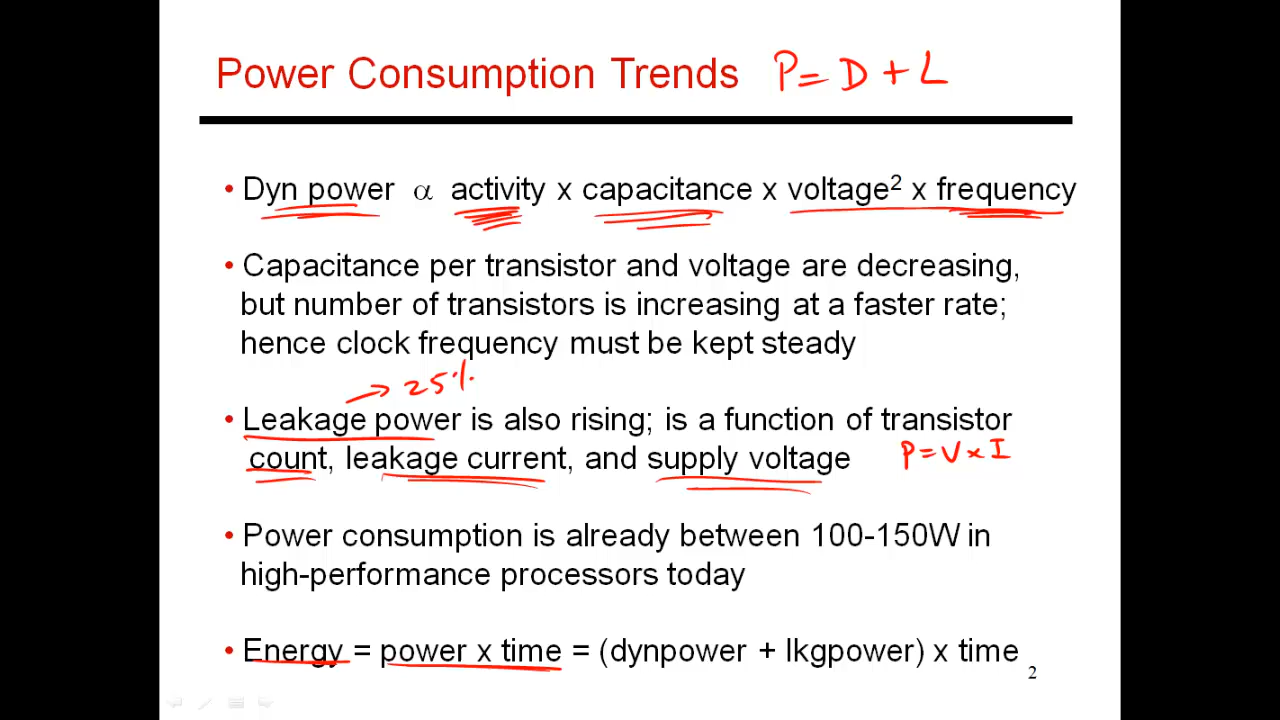 Power Consumption Trends P = D + L
• Dyn power α activity x capacitance x voltage² x frequency
• Capacitance per transistor and voltage are decreasing,
but number of transistors is increasing at a faster rate;
hence clock frequency must be kept steady
→ 25%
• Leakage power is also rising; is a function of transistor
count, leakage current, and supply voltage P = V x I
• Power consumption is already between 100-150W in
high-performance processors today
• Energy = power x time = (dynpower + lkgpower) x time
2